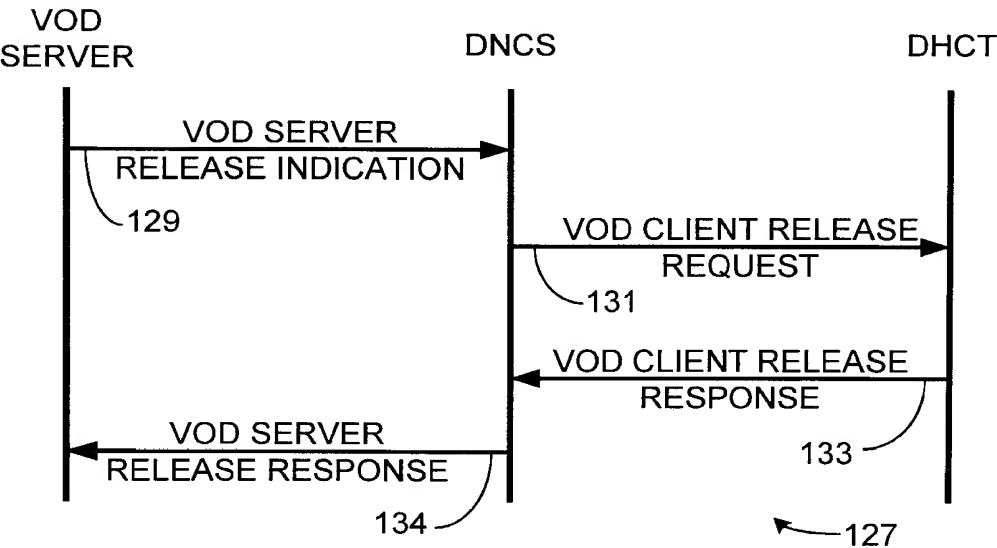 VOD
SERVER
DNCS
DHCT
VOD SERVER
RELEASE INDICATION
129
VOD CLIENT RELEASE
REQUEST
131
VOD CLIENT RELEASE
RESPONSE
133
VOD SERVER
RELEASE RESPONSE
134
127